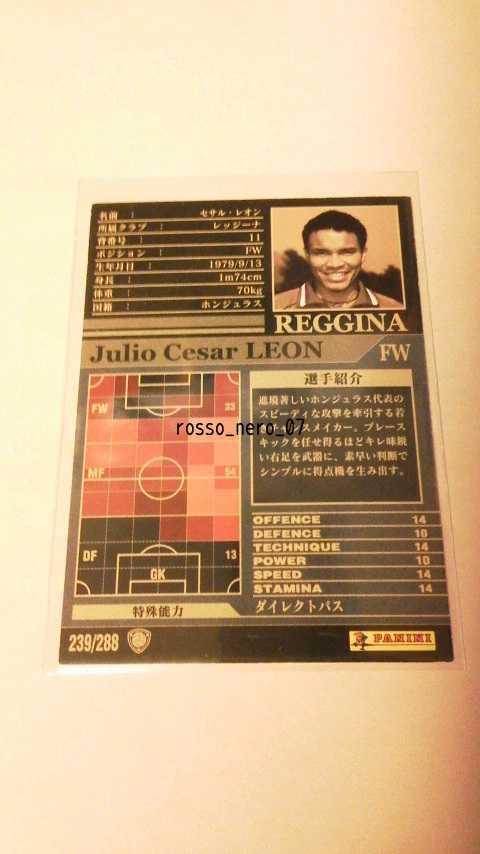 名前 : セサル・レオン
所属クラブ : レッジーナ
背番号 : 11
ポジション : FW
生年月日 : 1979/9/13
身長 : 1m74cm
体重 : 70kg
国籍 : ホンジュラス
REGGINA
Julio Cesar LEON
FW
選手紹介
進境著しいホンジュラス代表の
スピーディな攻撃を牽引する若
スメイカー。プレース
キックを任せ得るほどキレ味鋭
い右足を武器に、素早い判断で
シンプルに得点機を生み出す。
FW 33
rosso_nero_07
MF 54
DF 13
GK
OFFENCE 14
DEFENCE 10
TECHNIQUE 14
POWER 10
SPEED 14
STAMINA 14
特殊能力
ダイレクトパス
239/288
PANINI